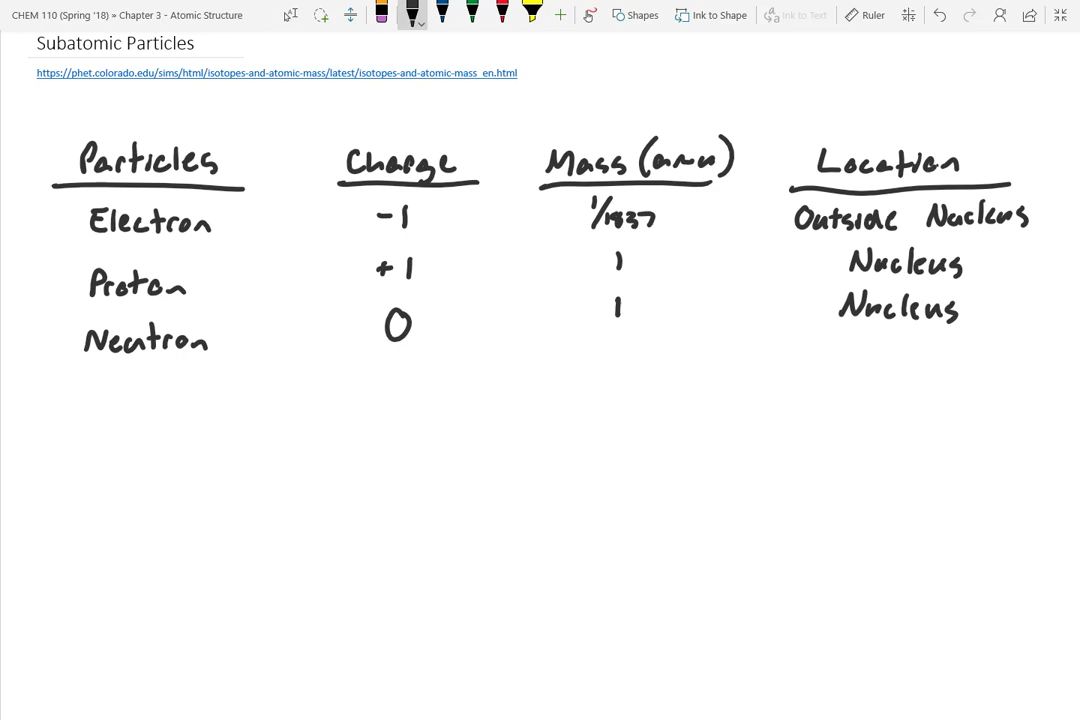 CHEM 110 (Spring '18) » Chapter 3 - Atomic Structure Shapes Ink to Shape Ink to Text Ruler
Subatomic Particles
https://phet.colorado.edu/sims/html/isotopes-and-atomic-mass/latest/isotopes-and-atomic-mass_en.html
Particles Charge Mass (amu) Location
Electron -1 1/1837 Outside Nucleus
Proton +1 1 Nucleus
Neutron 0 1 Nucleus